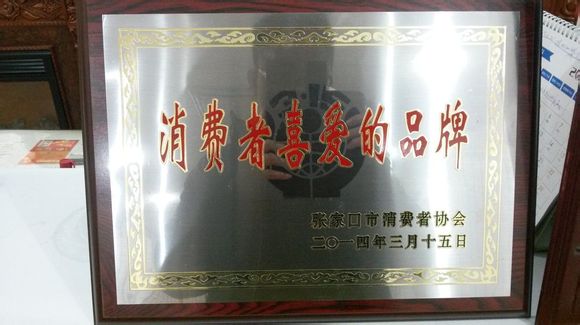 消费者喜爱的品牌
张家口市消费者协会
二〇一四年三月十五日